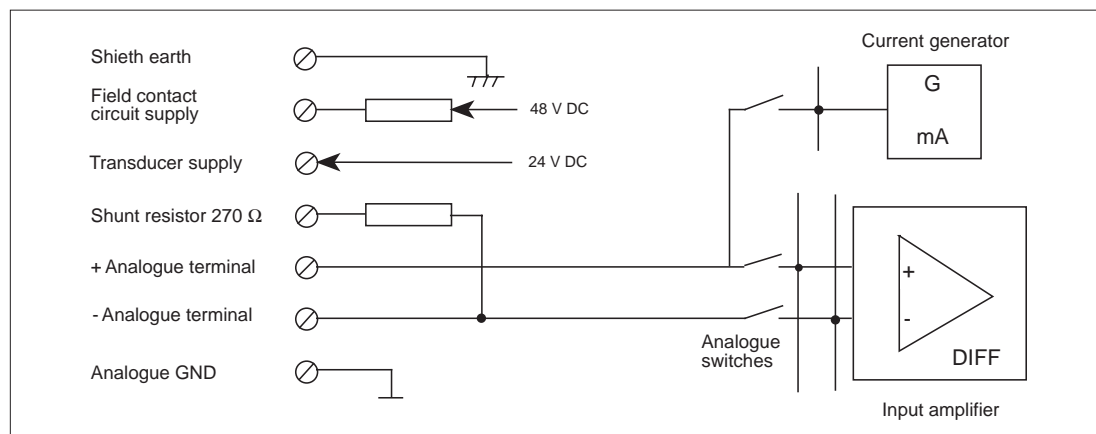 Shieth earth
Field contact
circuit supply
48 V DC
Transducer supply
24 V DC
Shunt resistor 270 Ω
+ Analogue terminal
- Analogue terminal
Analogue GND
Current generator
G
mA
Analogue
switches
+
-
DIFF
Input amplifier